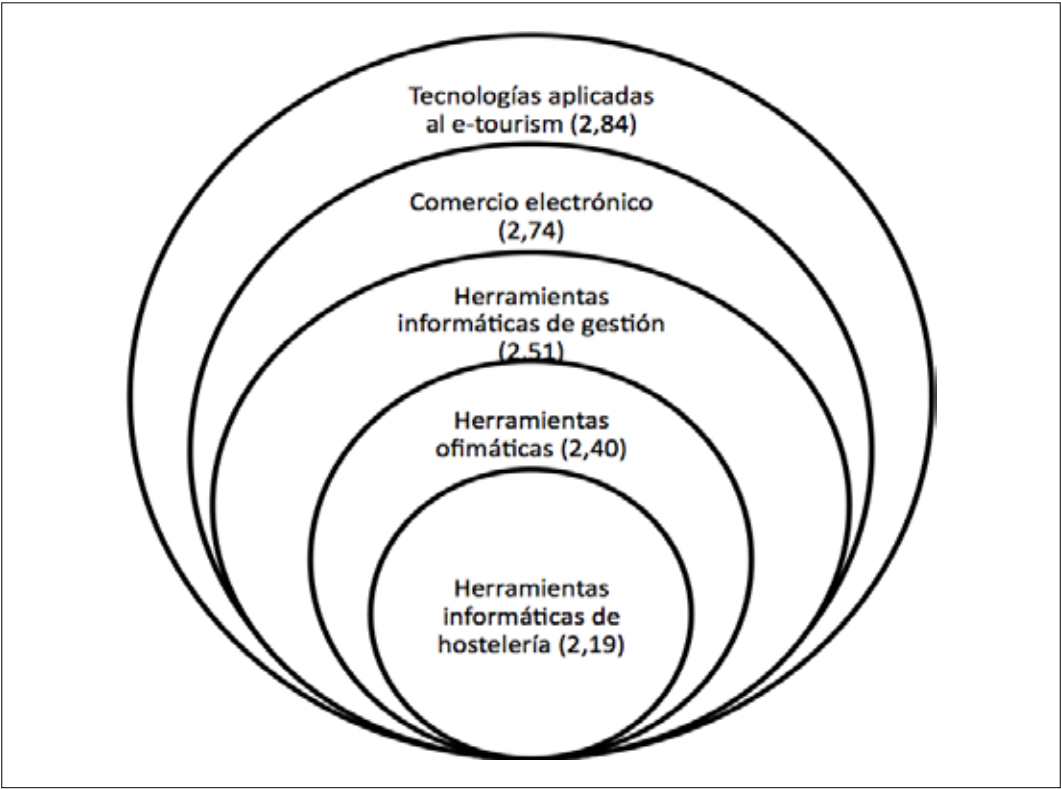 Tecnologías aplicadas
al e-tourism (2,84)
Comercio electrónico
(2,74)
Herramientas
informáticas de gestión
(2,51)
Herramientas
ofimáticas (2,40)
Herramientas
informáticas de
hostelería (2,19)